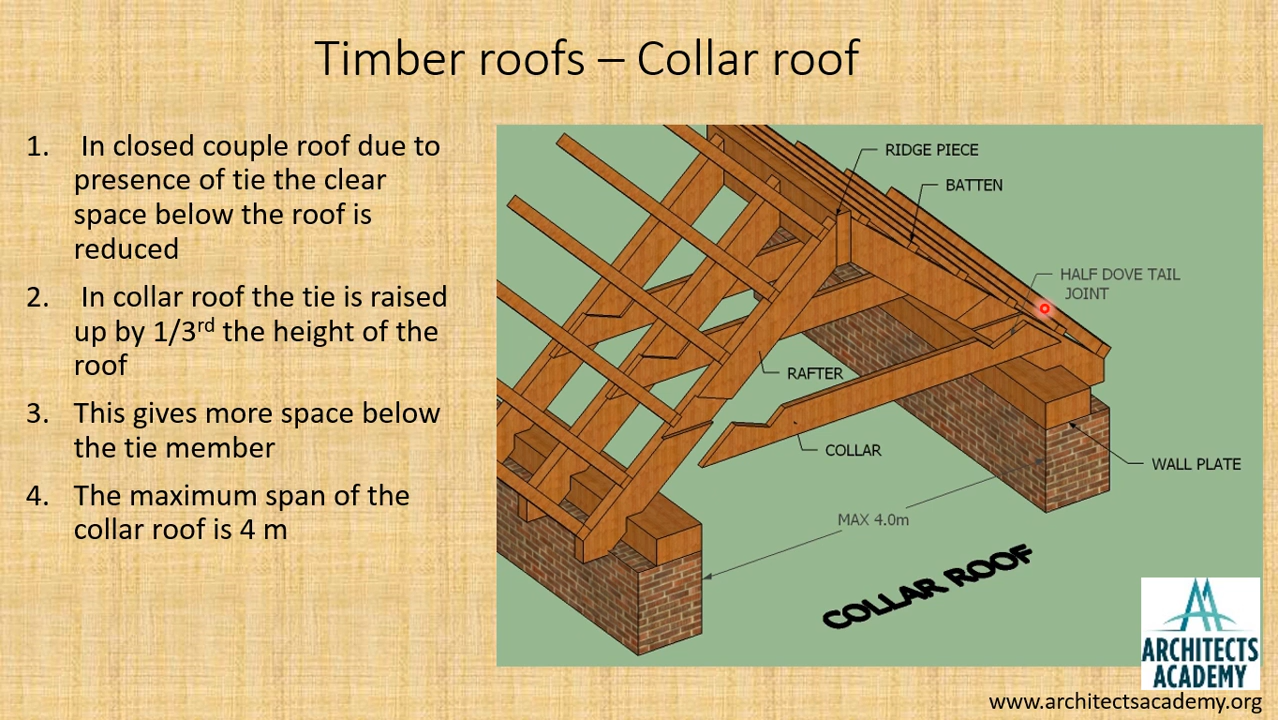 Timber roofs – Collar roof
1. In closed couple roof due to
presence of tie the clear
space below the roof is
reduced
2. In collar roof the tie is raised
up by 1/3rd the height of the
roof
3. This gives more space below
the tie member
4. The maximum span of the
collar roof is 4 m
RIDGE PIECE
BATTEN
HALF DOVE TAIL
JOINT
RAFTER
COLLAR
WALL PLATE
MAX 4.0m
COLLAR ROOF
ARCHITECTS
ACADEMY
www.architectsacademy.org